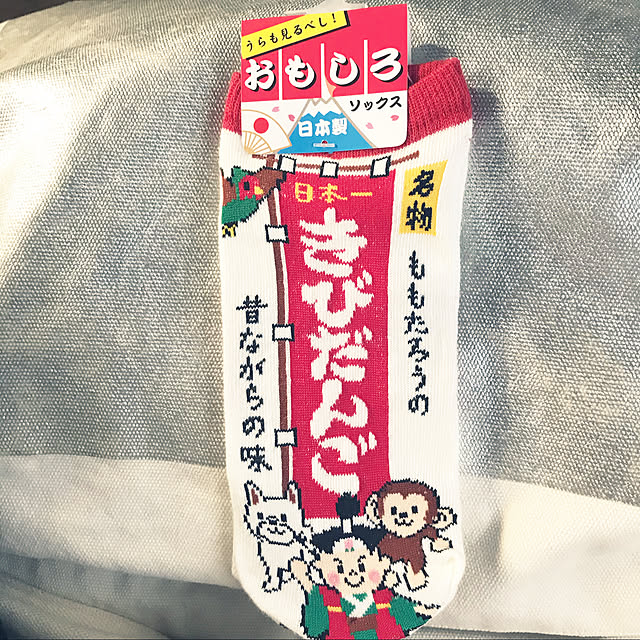 うらも見るべし!
おもしろ
ソックス
日本製
名物
ももたろうの
日本一
きびだんご
昔ながらの味